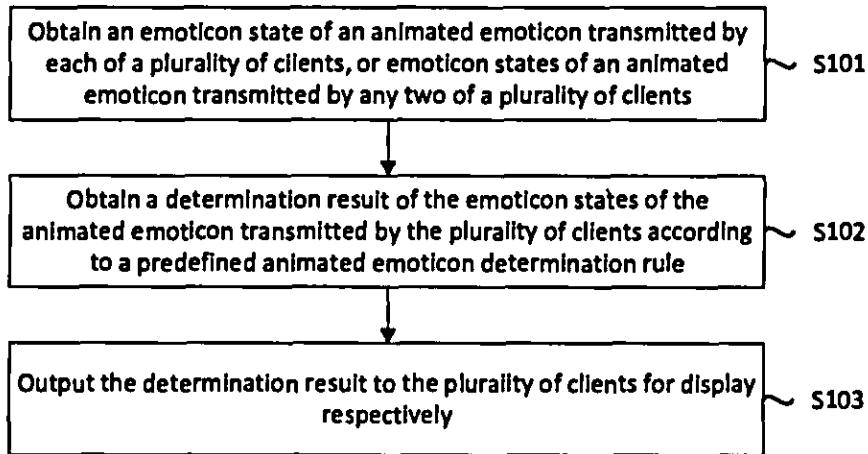 Obtain an emoticon state of an animated emoticon transmitted by
each of a plurality of clients, or emoticon states of an animated
emoticon transmitted by any two of a plurality of clients
S101
Obtain a determination result of the emoticon states of the
animated emoticon transmitted by the plurality of clients according
to a predefined animated emoticon determination rule
S102
Output the determination result to the plurality of clients for display
respectively
S103